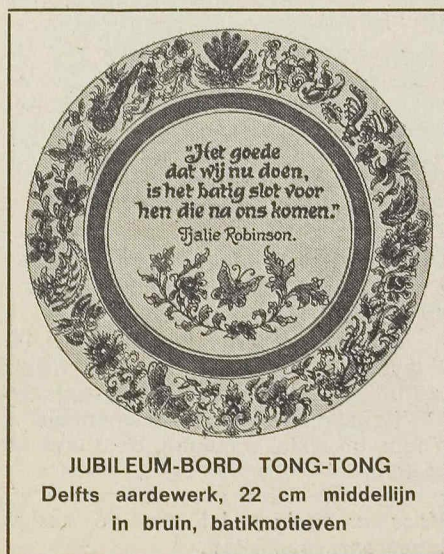 "Het goede
dat wij nu doen,
is het batig slot voor
hen die na ons komen."
Tjalie Robinson.
JUBILEUM-BORD TONG-TONG
Delfts aardewerk, 22 cm middellijn
in bruin, batikmotieven